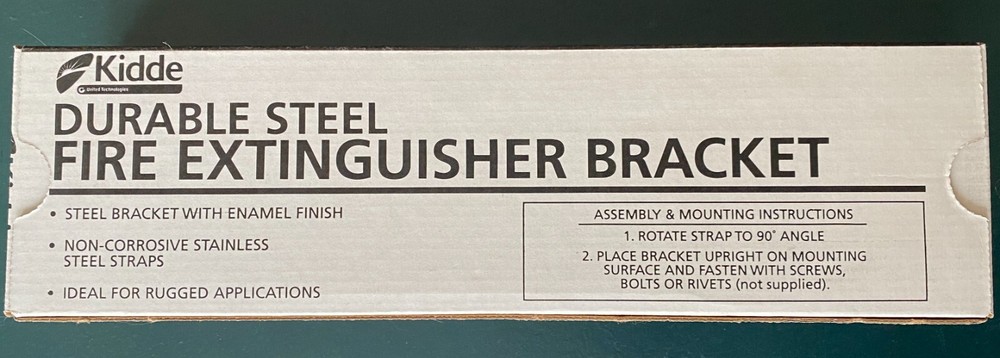 Kidde
United Technologies
DURABLE STEEL
FIRE EXTINGUISHER BRACKET
• STEEL BRACKET WITH ENAMEL FINISH
• NON-CORROSIVE STAINLESS
STEEL STRAPS
• IDEAL FOR RUGGED APPLICATIONS
ASSEMBLY & MOUNTING INSTRUCTIONS
1. ROTATE STRAP TO 90° ANGLE
2. PLACE BRACKET UPRIGHT ON MOUNTING
SURFACE AND FASTEN WITH SCREWS,
BOLTS OR RIVETS (not supplied).